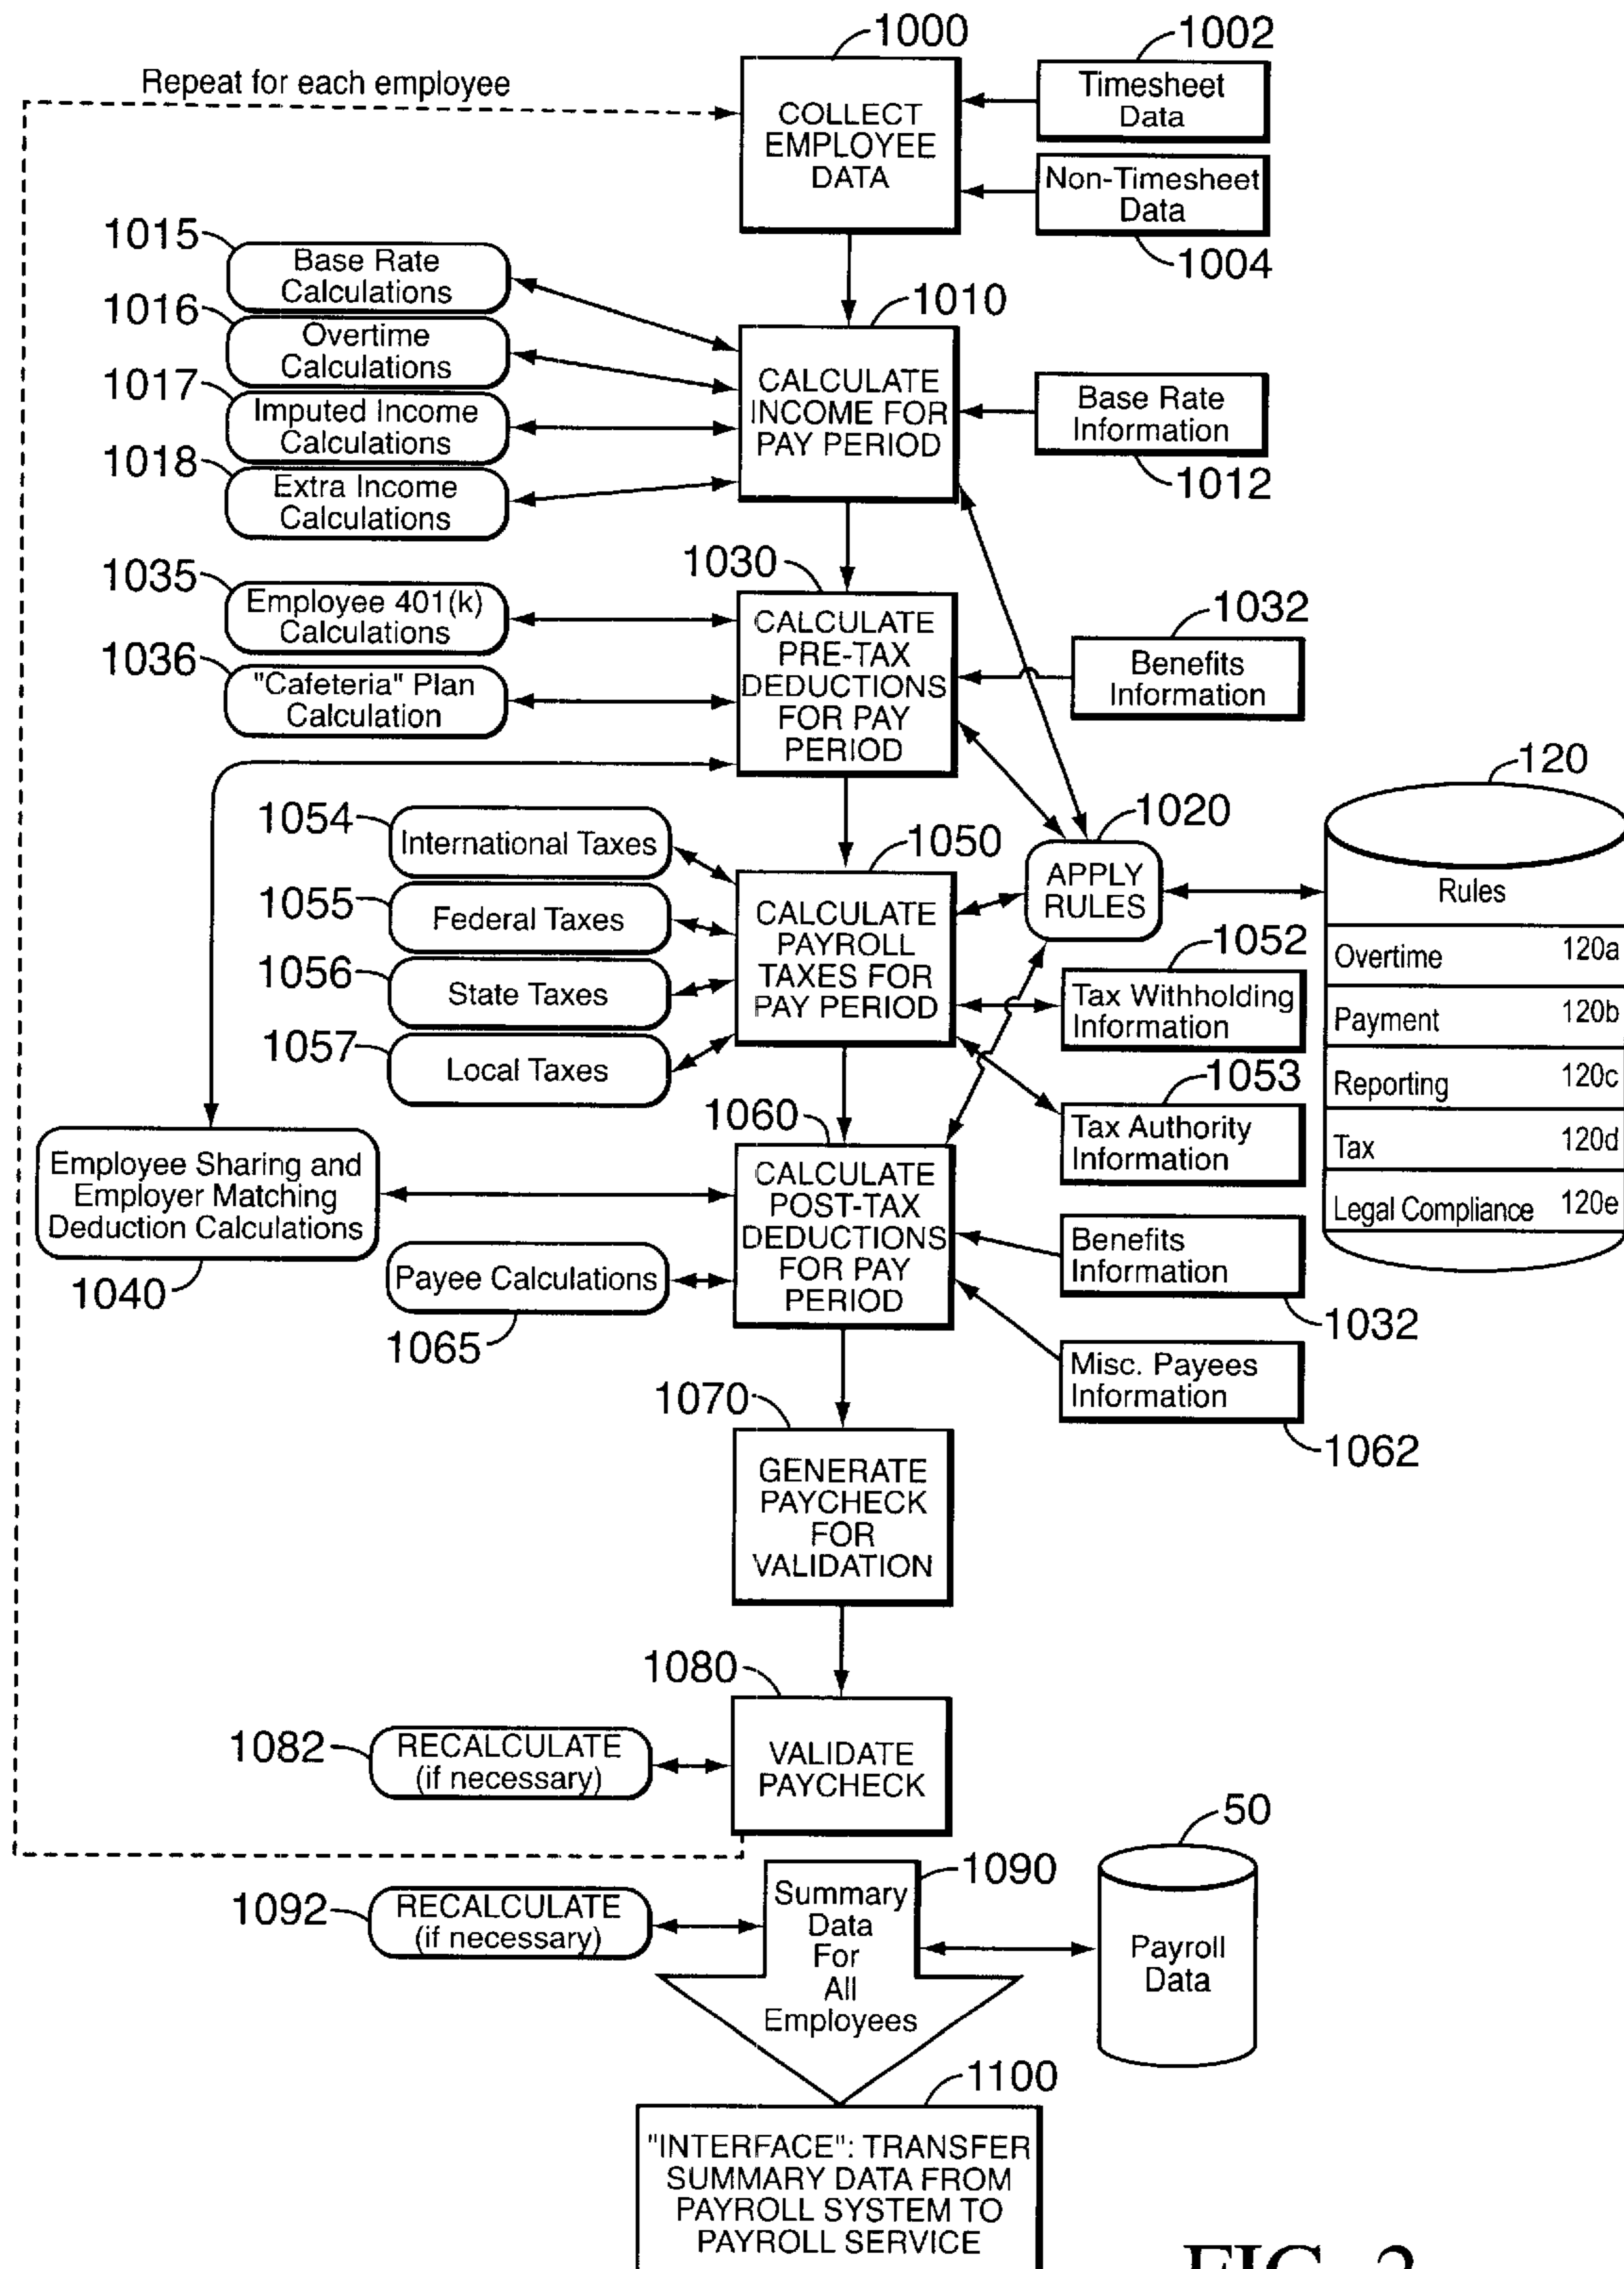 1000
1002
Repeat for each employee
Timesheet
Data
COLLECT
EMPLOYEE
DATA
Non-Timesheet
Data
1004
1015
Base Rate
Calculations
1010
1016
Overtime
Calculations
1017
CALCULATE
INCOME FOR
PAY PERIOD
Base Rate
Information
1012
Imputed Income
Calculations
1018
Extra Income
Calculations
1030
1035
Employee 401(k)
Calculations
1032
CALCULATE
PRE-TAX
DEDUCTIONS
FOR PAY
PERIOD
Benefits
Information
1036
"Cafeteria" Plan
Calculation
120
1054
International Taxes
1050
1020
APPLY
RULES
Rules
1055
Federal Taxes
CALCULATE
PAYROLL
TAXES FOR
PAY PERIOD
1052
Overtime 120a
1056
State Taxes
Tax Withholding
Information
Payment 120b
1057
Local Taxes
1053
Reporting 120c
1060
Tax Authority
Information
Tax 120d
Employee Sharing and
Employer Matching
Deduction Calculations
1040
CALCULATE
POST-TAX
DEDUCTIONS
FOR PAY
PERIOD
Legal Compliance 120e
Benefits
Information
1032
Payee Calculations
1065
Misc. Payees
Information
1062
1070
GENERATE
PAYCHECK
FOR
VALIDATION
1080
1082
RECALCULATE
(if necessary)
VALIDATE
PAYCHECK
50
1090
1092
RECALCULATE
(if necessary)
Summary
Data
For
All
Employees
Payroll
Data
1100
"INTERFACE": TRANSFER
SUMMARY DATA FROM
PAYROLL SYSTEM TO
PAYROLL SERVICE